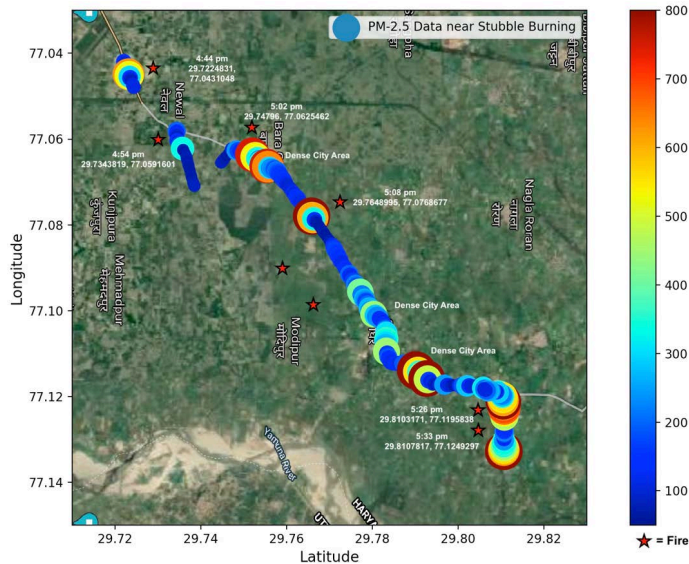 PM-2.5 Data near Stubble Burning
77.04
77.06
77.08
77.10
77.12
77.14
Longitude
4:44 pm
29.7224831,
77.0431048
5:02 pm
29.74796, 77.0625462
4:54 pm
29.7343819, 77.0591601
Newal
Bara
Dense City Area
5:08 pm
29.7648995, 77.0768677
Kunjpura
Mehmadpur
Nagla Roran
Modipur
Dense City Area
Dense City Area
5:26 pm
29.8103171, 77.1195838
5:33 pm
29.8107817, 77.1249297
Yamuna River
HARY
UT
29.72
29.74
29.76
29.78
29.80
29.82
Latitude
800
700
600
500
400
300
200
100
= Fire